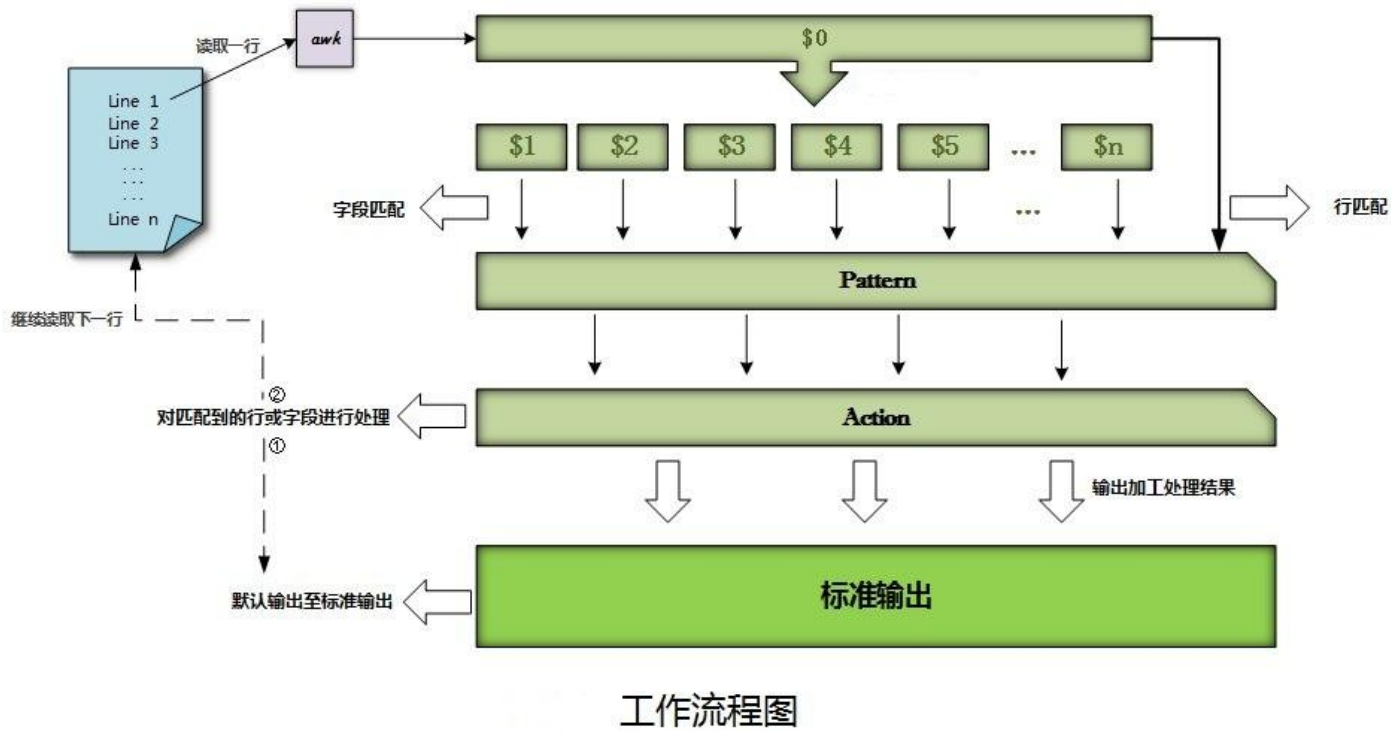 读取一行
awk
$0
Line 1
Line 2
Line 3
...
...
...
Line n
$1 $2 $3 $4 $5 ... $n
字段匹配
...
行匹配
Pattern
继续读取下一行
②
对匹配到的行或字段进行处理
①
Action
输出加工处理结果
默认输出至标准输出
标准输出
工作流程图